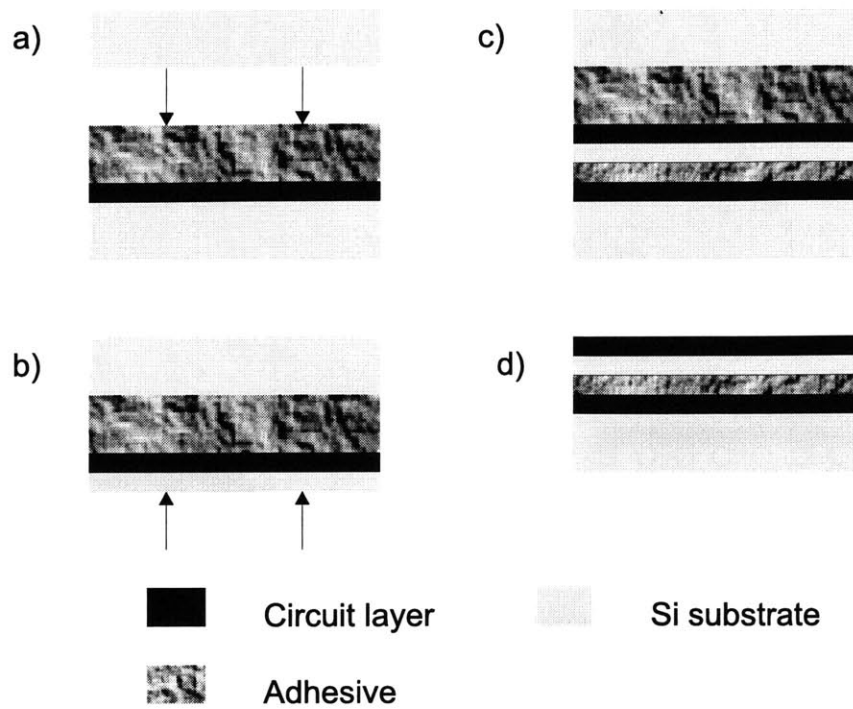 a)
c)
b)
d)
Circuit layer
Si substrate
Adhesive